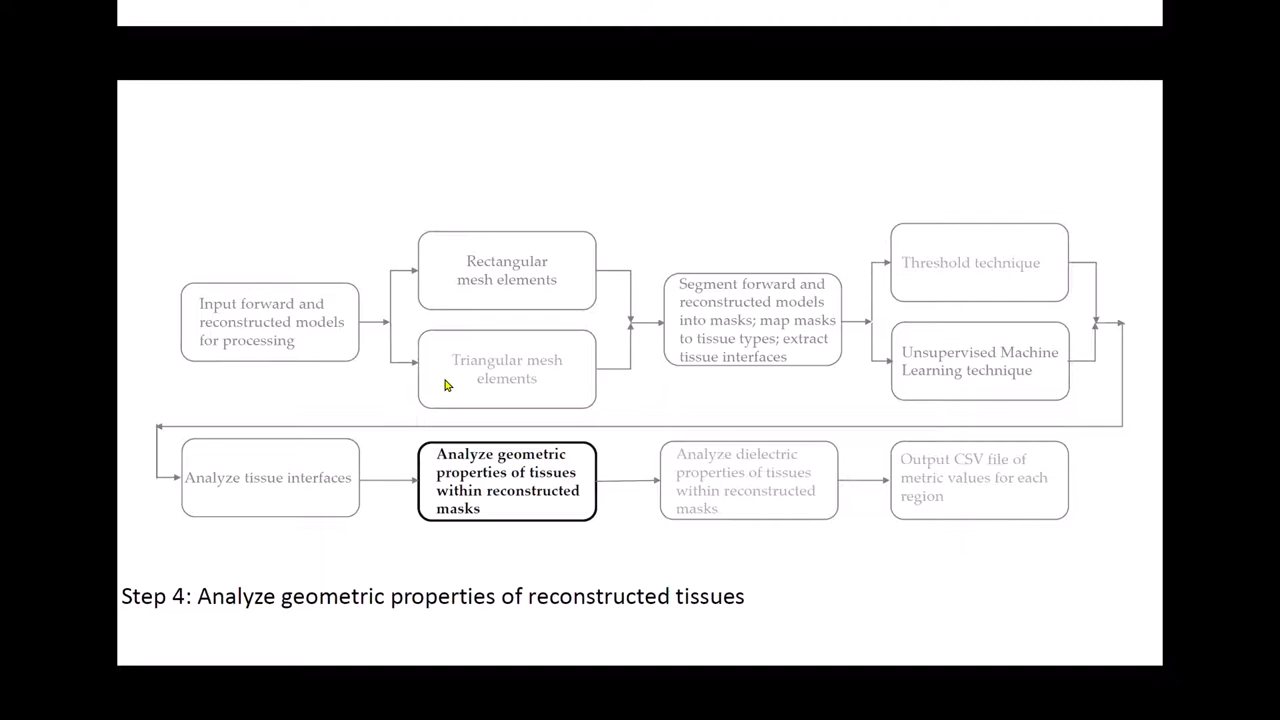 Input forward and
reconstructed models
for processing
Rectangular
mesh elements
Triangular mesh
elements
Segment forward and
reconstructed models
into masks; map masks
to tissue types; extract
tissue interfaces
Threshold technique
Unsupervised Machine
Learning technique
Analyze tissue interfaces
Analyze geometric
properties of tissues
within reconstructed
masks
Analyze dielectric
properties of tissues
within reconstructed
masks
Output CSV file of
metric values for each
region
Step 4: Analyze geometric properties of reconstructed tissues